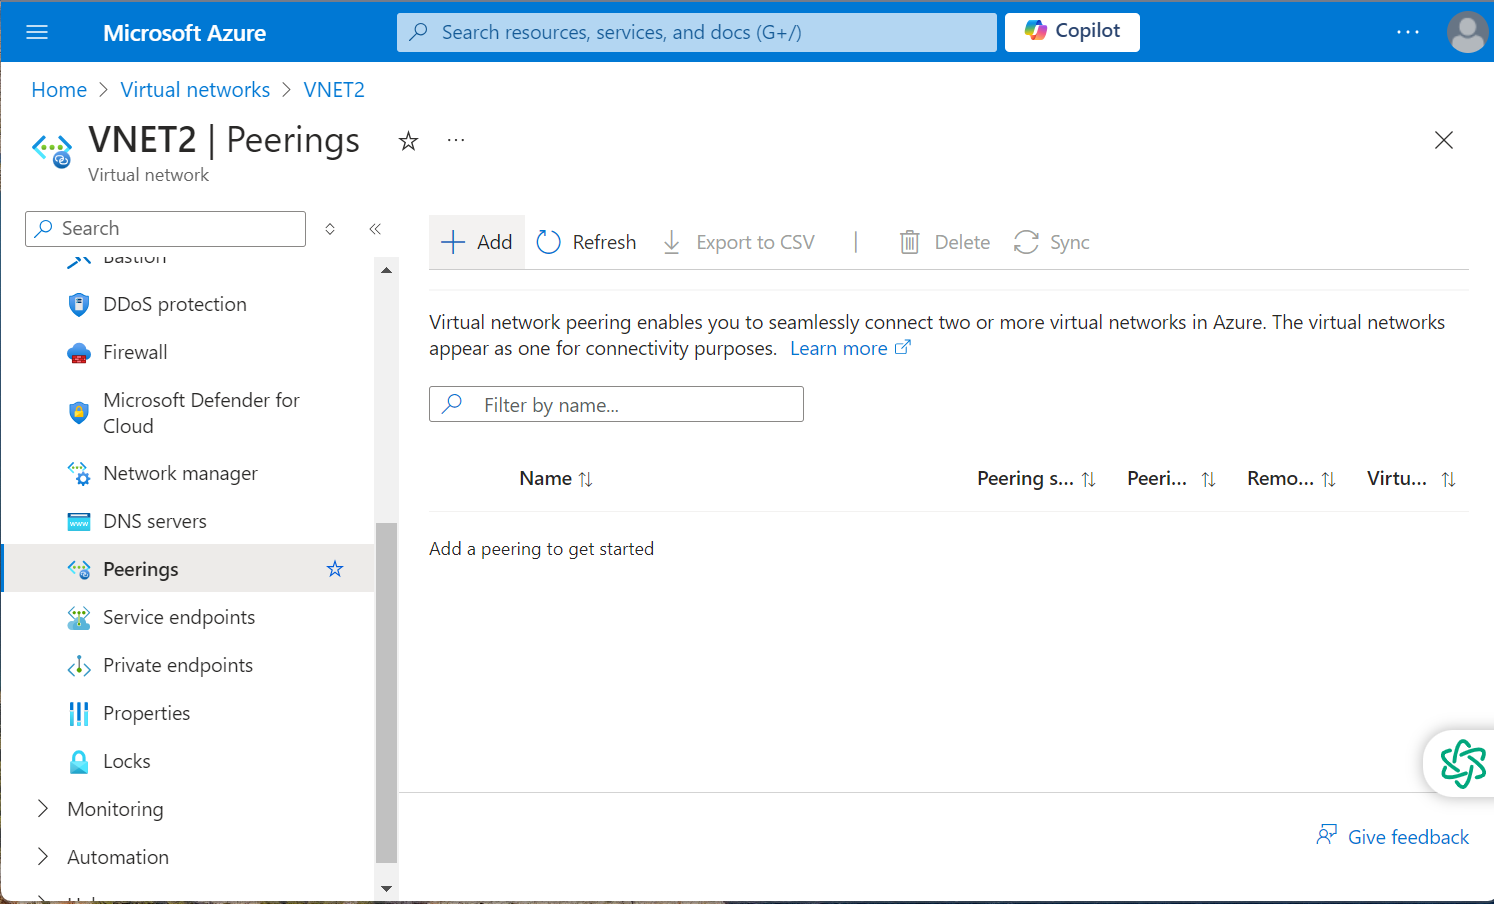 Microsoft Azure
Search resources, services, and docs (G+/)
Copilot
Home > Virtual networks > VNET2
VNET2 | Peerings
Virtual network
Search
Add
Refresh
Export to CSV
Delete
Sync
Bastion
DDoS protection
Firewall
Microsoft Defender for
Cloud
Network manager
DNS servers
Peerings
Service endpoints
Private endpoints
Properties
Locks
Monitoring
Automation
Virtual network peering enables you to seamlessly connect two or more virtual networks in Azure. The virtual networks
appear as one for connectivity purposes. Learn more
Filter by name...
Name Peering s... Peeri... Remo... Virtu...
Add a peering to get started
Give feedback